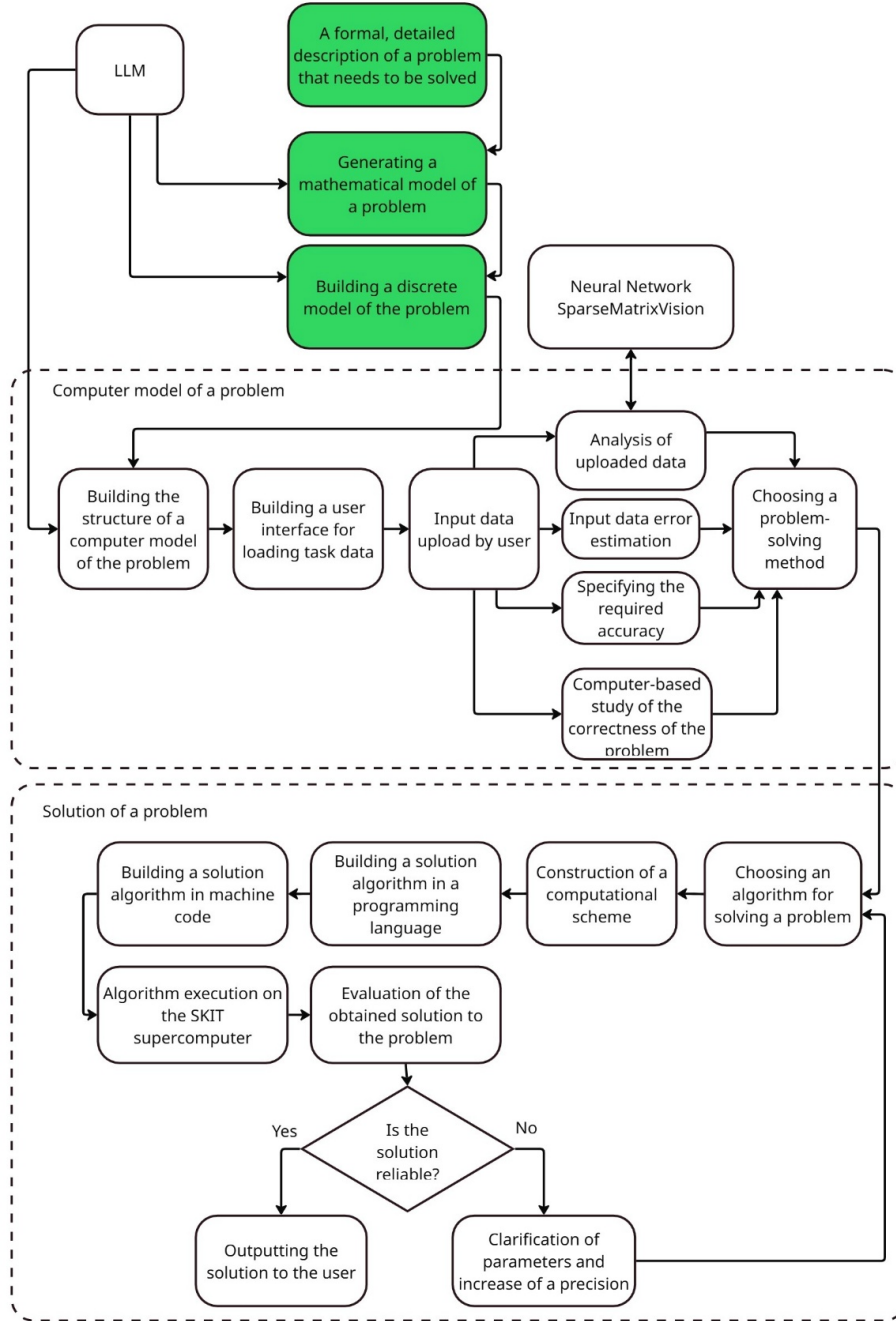 LLM
A formal, detailed
description of a problem
that needs to be solved
Generating a
mathematical model of
a problem
Building a discrete
model of the problem
Neural Network
SparseMatrixVision
Computer model of a problem
Building the
structure of a
computer model
of the problem
Building a user
interface for
loading task data
Input data
upload by user
Analysis of
uploaded data
Input data error
estimation
Specifying the
required
accuracy
Computer-based
study of the
correctness of the
problem
Choosing a
problem-
solving
method
Solution of a problem
Building a solution
algorithm in machine
code
Building a solution
algorithm in a
programming
language
Construction of a
computational
scheme
Choosing an
algorithm for
solving a problem
Algorithm execution on
the SKIT
supercomputer
Evaluation of the
obtained solution to
the problem
Yes
Is the
solution
reliable?
No
Outputting the
solution to the user
Clarification of
parameters and
increase of a precision